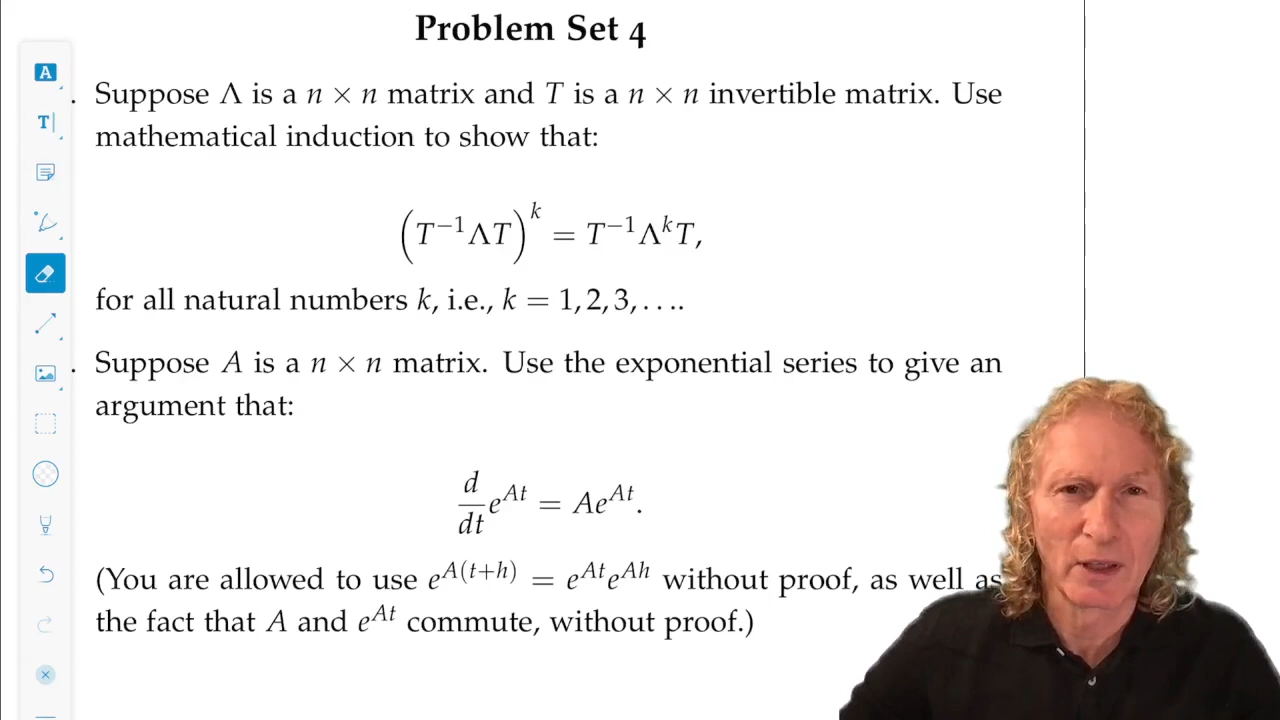 Problem Set 4
. Suppose Λ is a n × n matrix and T is a n × n invertible matrix. Use
mathematical induction to show that:
(T⁻¹ΛT)ᵏ = T⁻¹ΛᵏT,
for all natural numbers k, i.e., k = 1, 2, 3, . . . .
. Suppose A is a n × n matrix. Use the exponential series to give an
argument that:
d/dt e^{At} = Ae^{At}.
(You are allowed to use e^{A(t+h)} = e^{At}e^{Ah} without proof, as well as
the fact that A and e^{At} commute, without proof.)
A
T